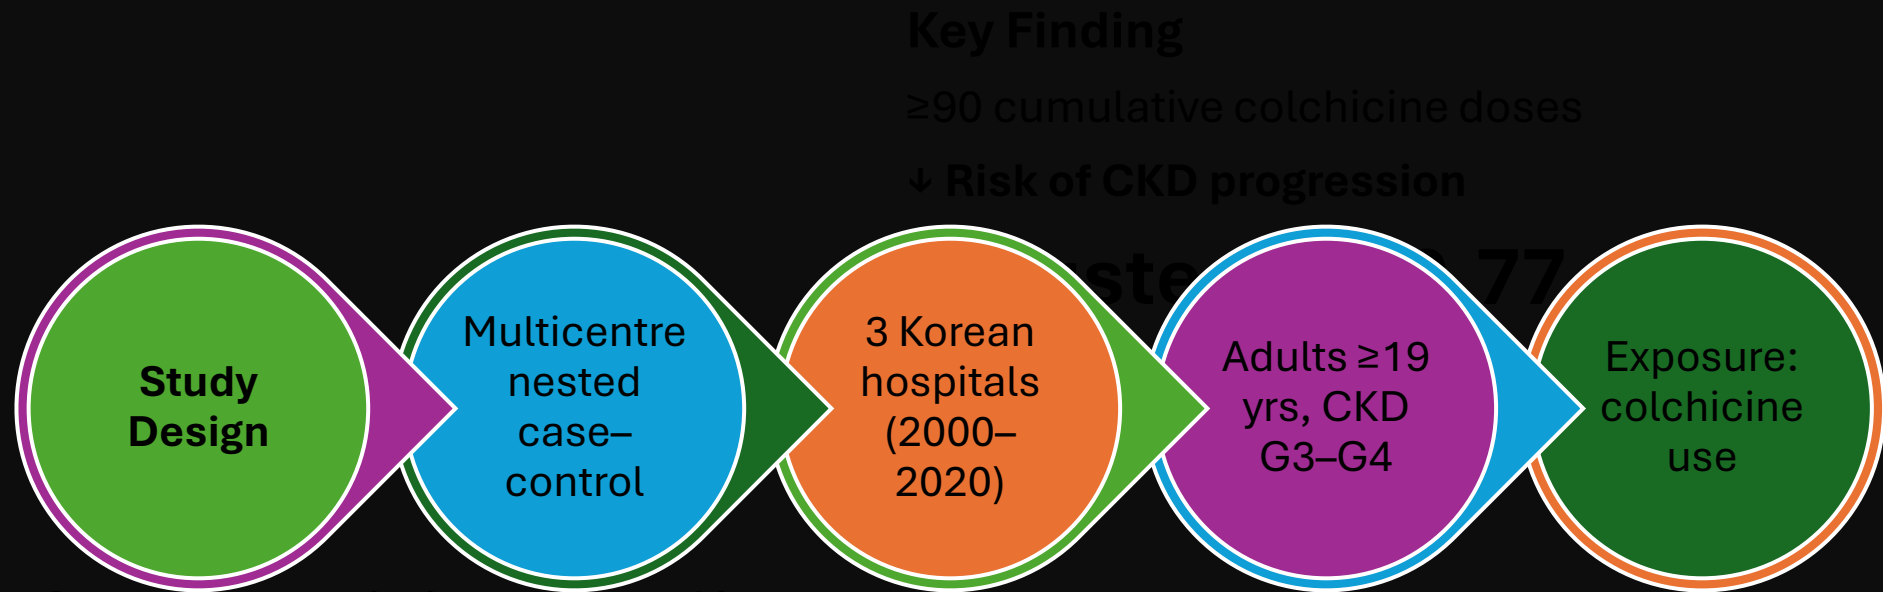 Key Finding
≥90 cumulative colchicine doses
↓ Risk of CKD progression
77
Study
Design
Multicentre
nested
case–
control
3 Korean
hospitals
(2000–
2020)
Adults ≥19
yrs, CKD
G3–G4
Exposure:
colchicine
use